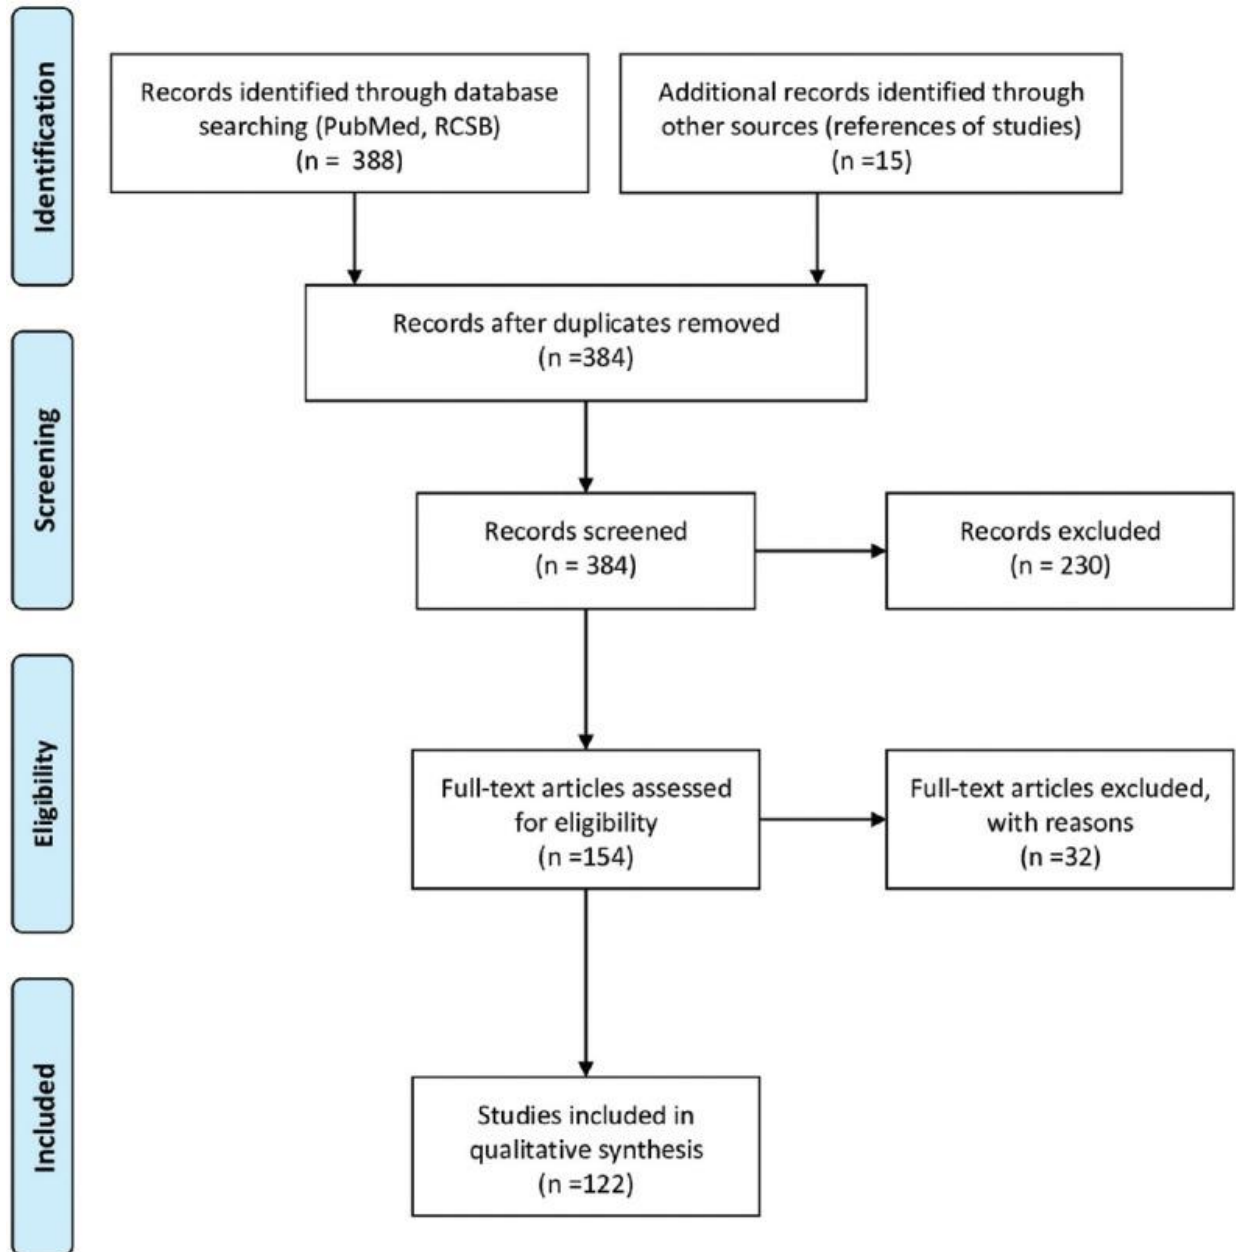 Identification
Records identified through database
searching (PubMed, RCSB)
(n =  388)
Additional records identified through
other sources (references of studies)
(n =15)
Records after duplicates removed
(n =384)
Screening
Records screened
(n = 384)
Records excluded
(n = 230)
Eligibility
Full-text articles assessed
for eligibility
(n =154)
Full-text articles excluded,
with reasons
(n =32)
Included
Studies included in
qualitative synthesis
(n =122)